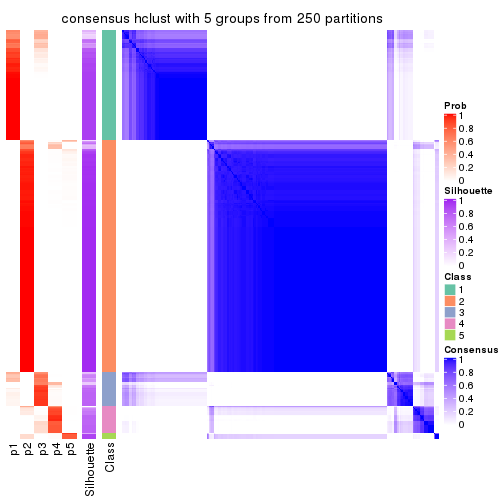 consensus hclust with 5 groups from 250 partitions
Prob
1
0.8
0.6
0.4
0.2
0
Silhouette
1
0.8
0.6
0.4
0.2
0
Class
1
2
3
4
5
Consensus
1
0.8
0.6
0.4
0.2
0
p1
p2
p3
p4
p5
Silhouette
Class